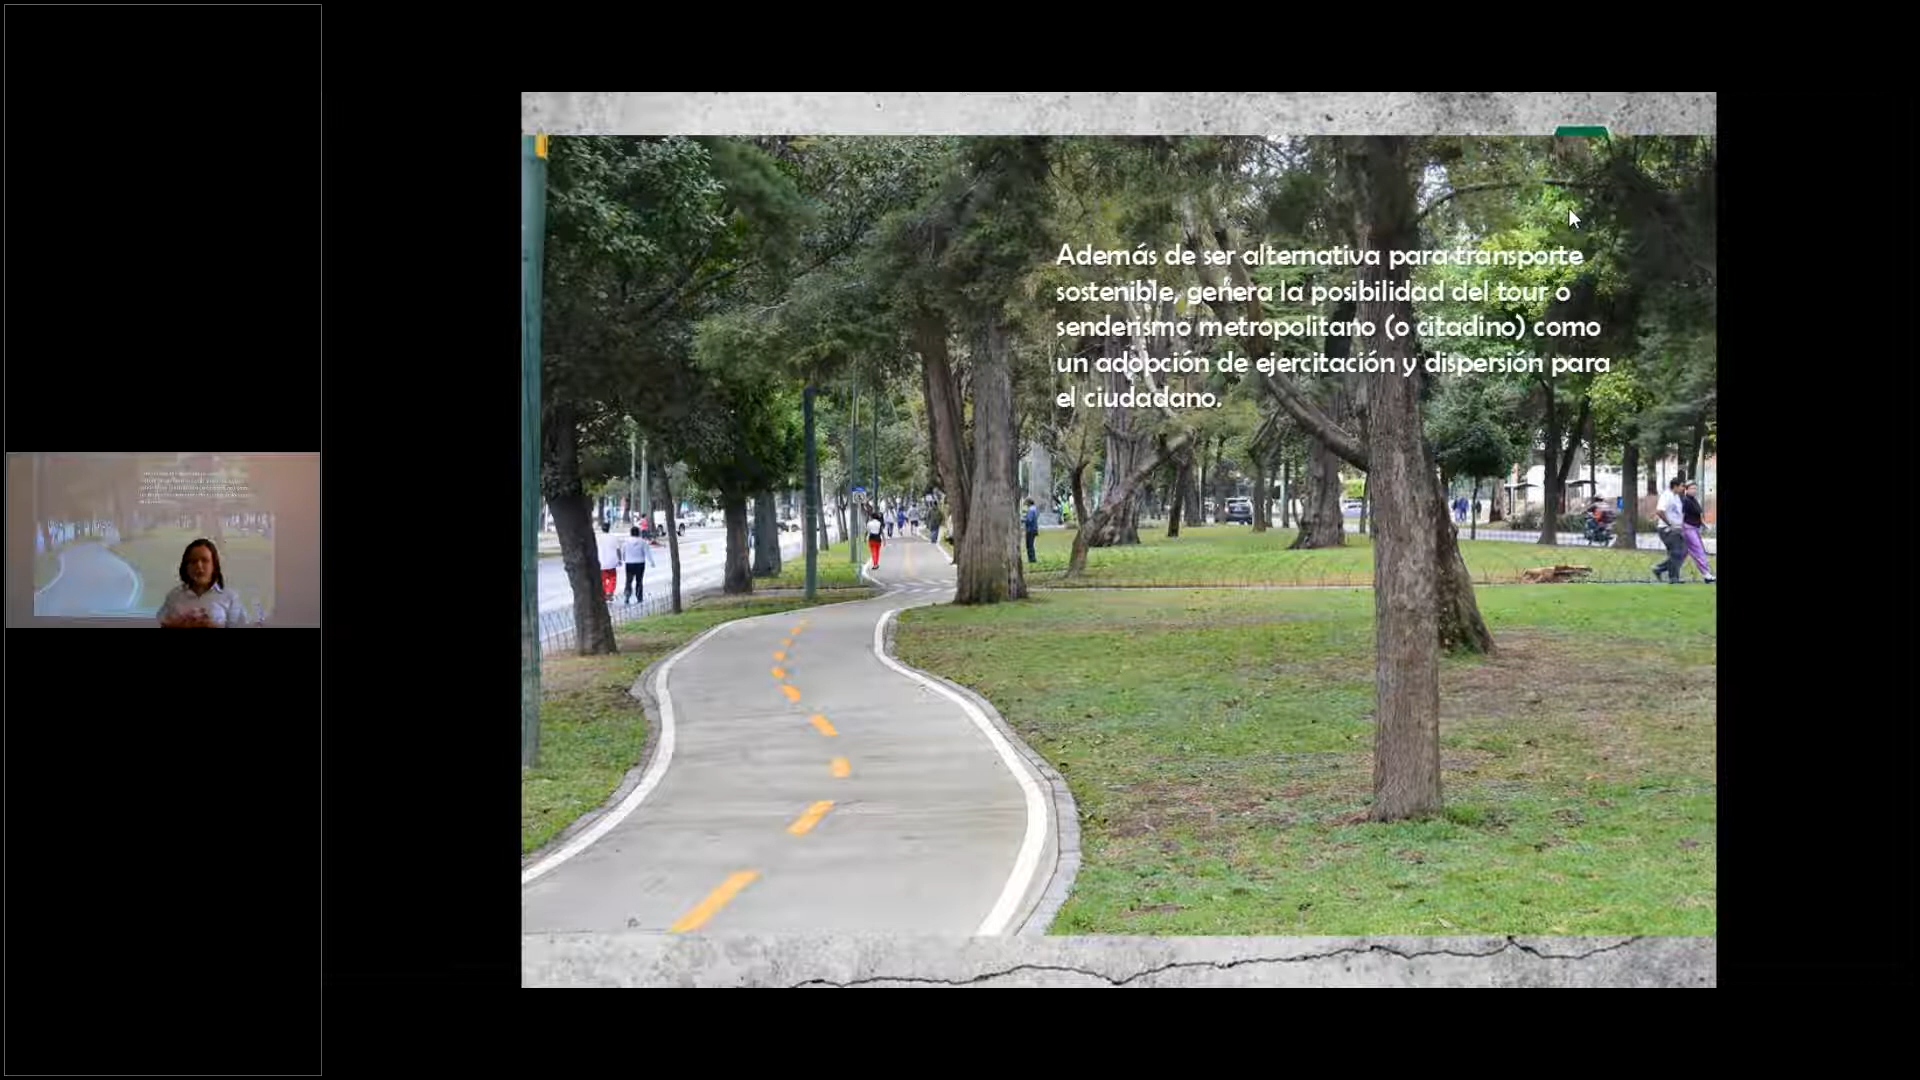 Además de ser alternativa para transporte
sostenible, genera la posibilidad del tour o
senderismo metropolitano (o citadino) como
un adopción de ejercitación y dispersión para
el ciudadano.